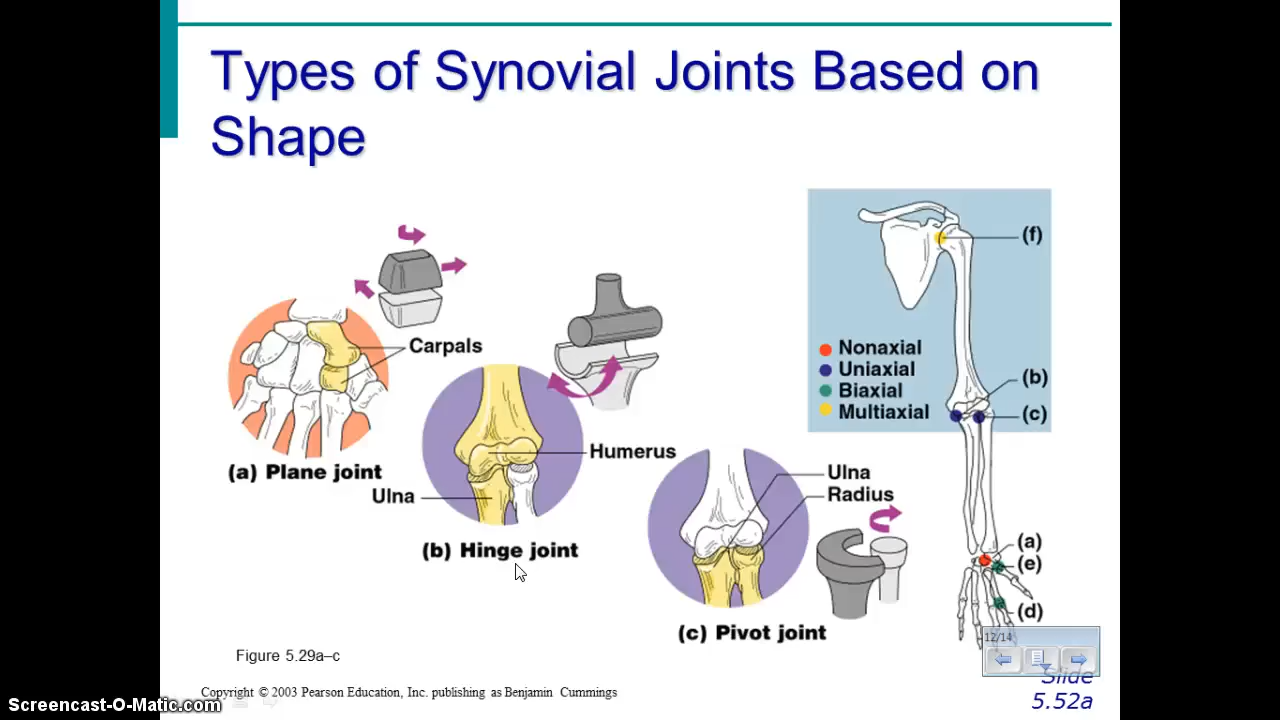 Types of Synovial Joints Based on
Shape
(f)
Carpals
Nonaxial
Uniaxial
Biaxial
Multiaxial
(b)
(c)
Humerus
(a) Plane joint
Ulna
Ulna
Radius
(b) Hinge joint
(a)
(e)
(d)
(c) Pivot joint
12/14
Figure 5.29a–c
Slide
5.52a
Copyright © 2003 Pearson Education, Inc. publishing as Benjamin Cummings
Screencast-O-Matic.com